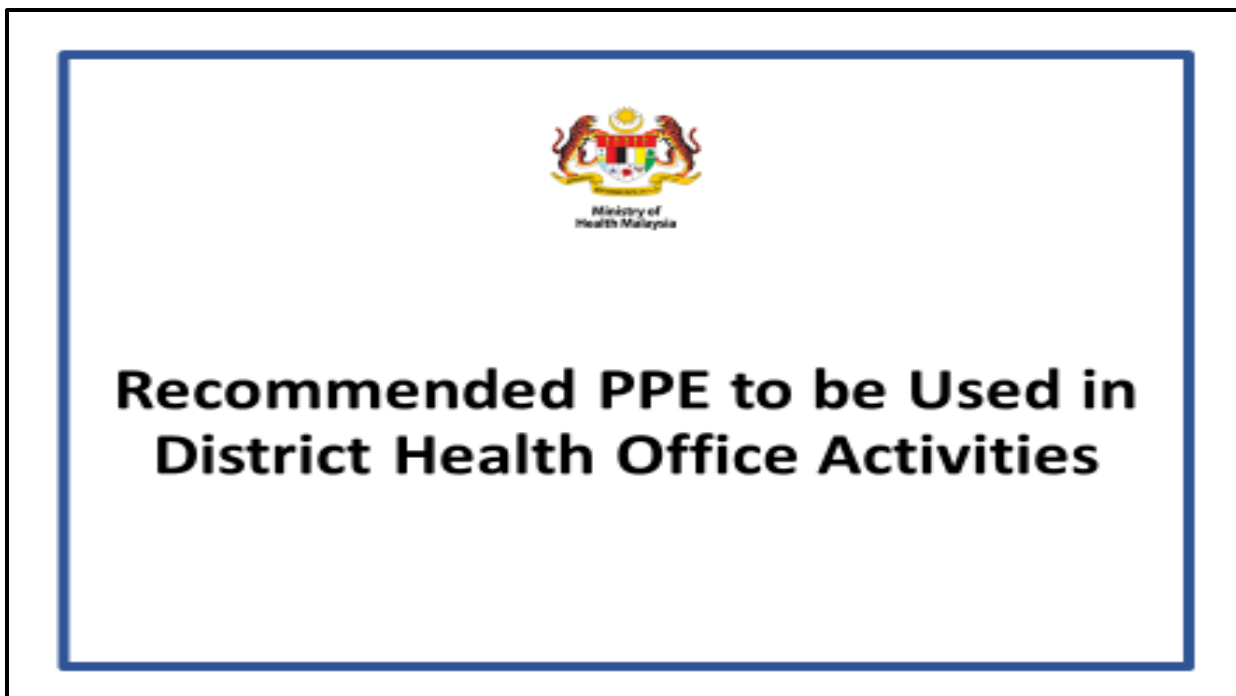 Ministry of
Health Malaysia
Recommended PPE to be Used in
District Health Office Activities